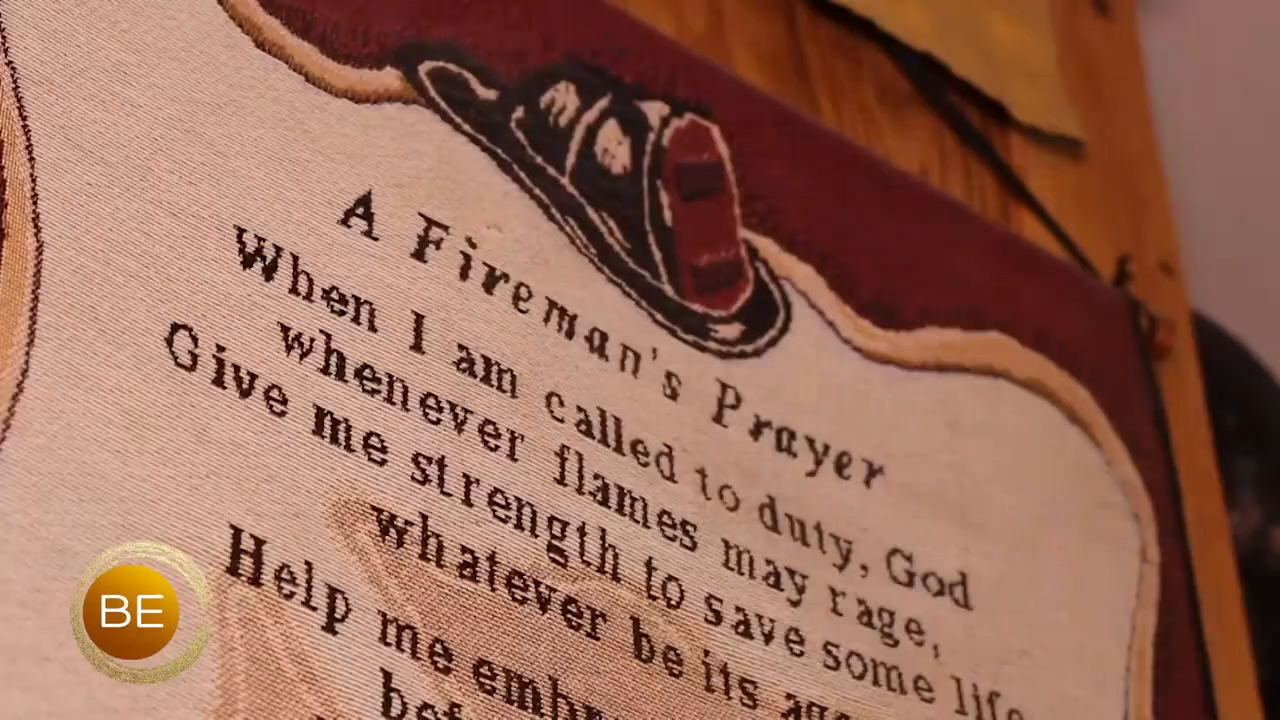 A Fireman's Prayer
When I am called to duty, God
whenever flames may rage,
Give me strength to save some life
whatever be its
Help me
BE